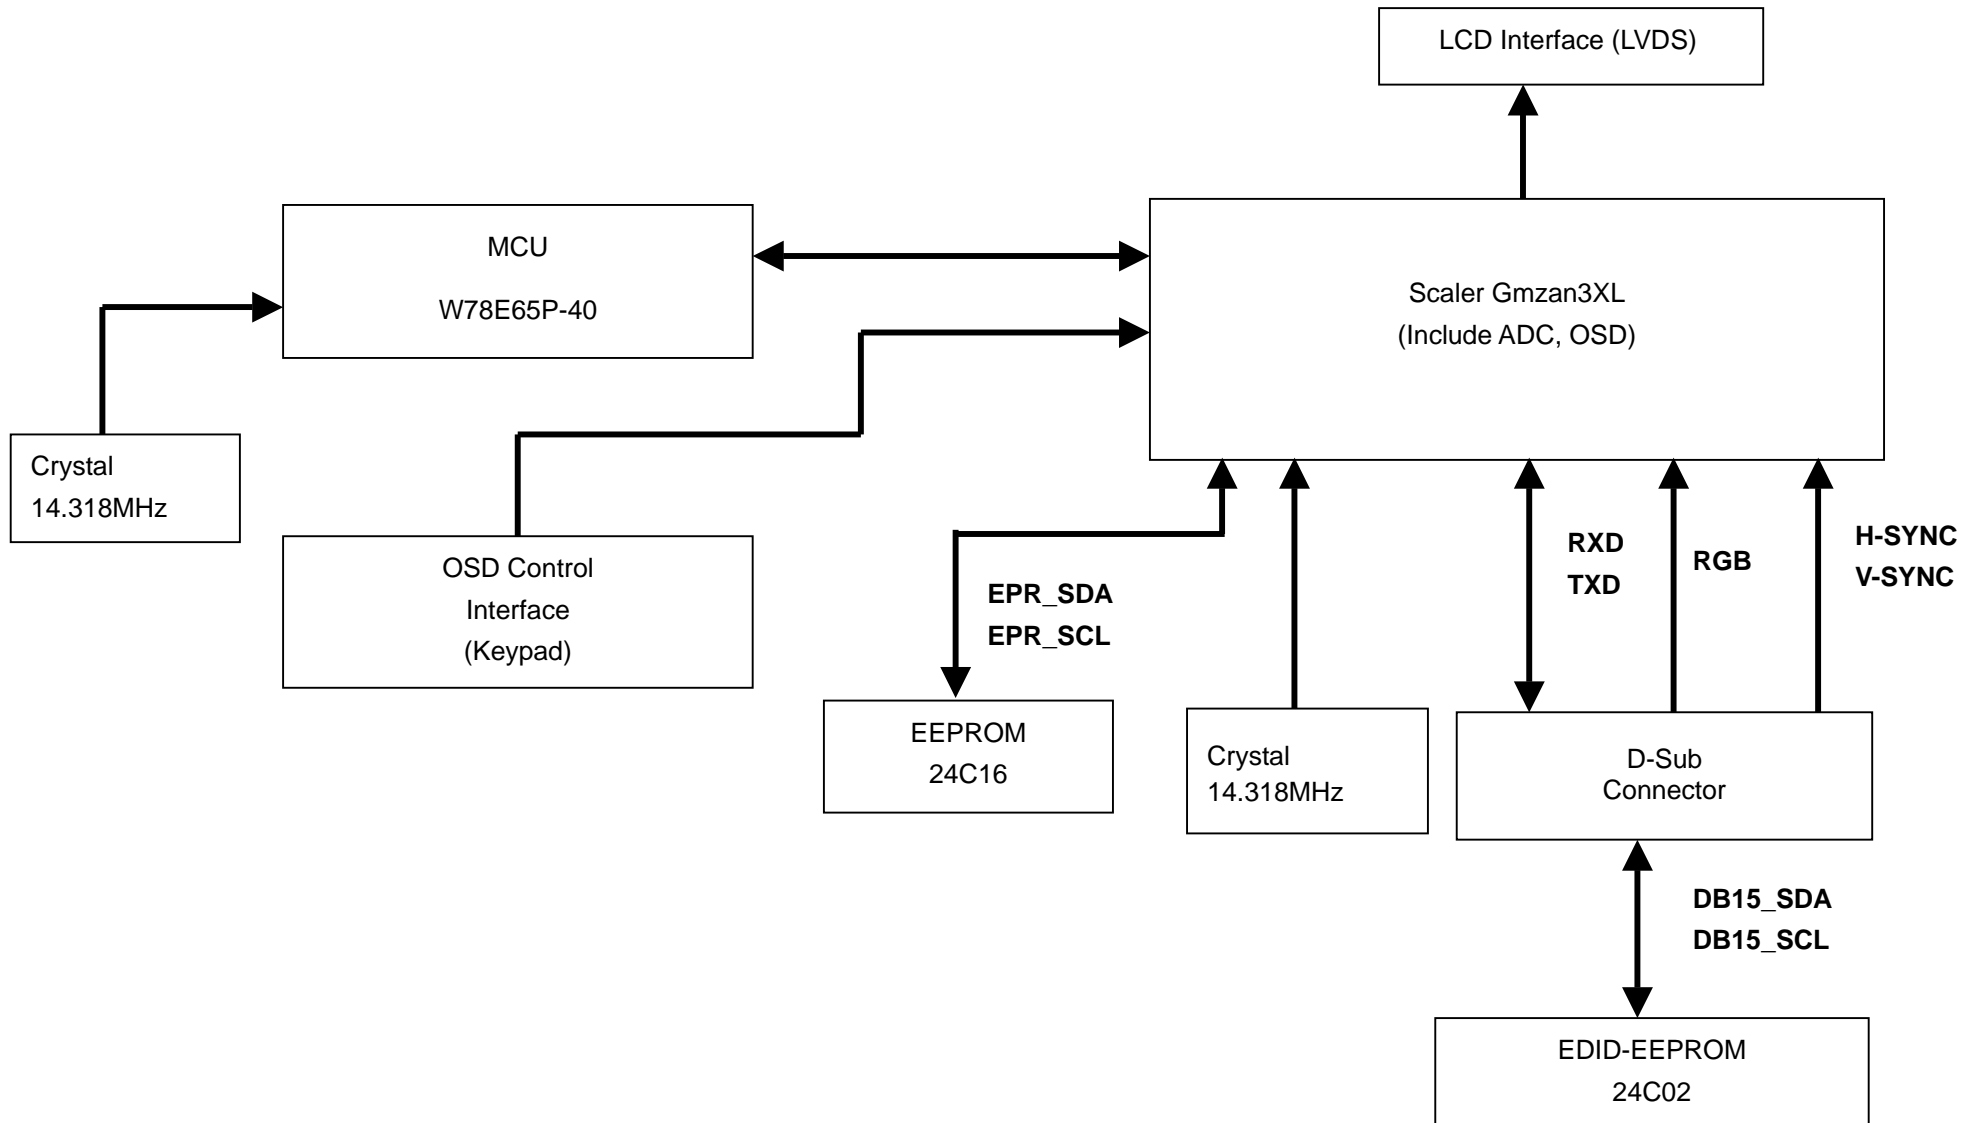 LCD Interface (LVDS)
MCU
W78E65P-40
Scaler Gmzan3XL
(Include ADC, OSD)
Crystal
14.318MHz
OSD Control
Interface
(Keypad)
EPR_SDA
EPR_SCL
RXD
TXD
RGB
H-SYNC
V-SYNC
EEPROM
24C16
Crystal
14.318MHz
D-Sub
Connector
DB15_SDA
DB15_SCL
EDID-EEPROM
24C02